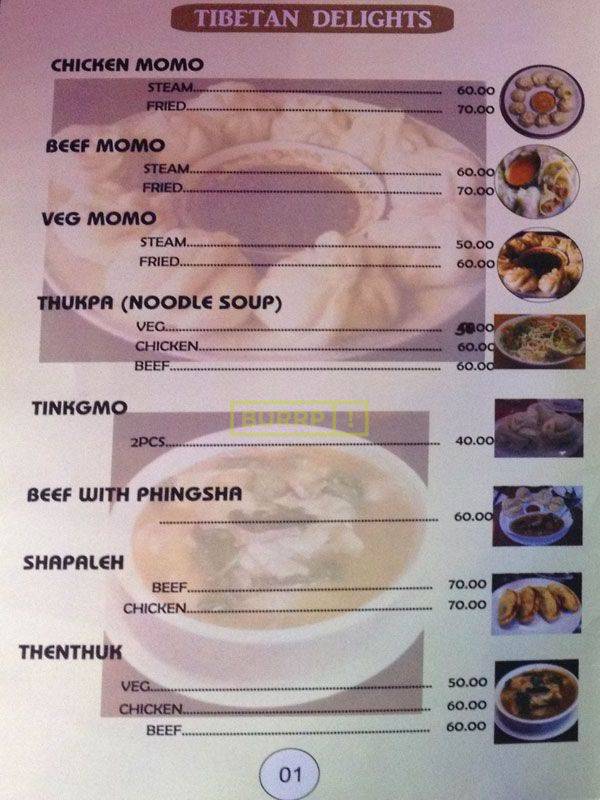 TIBETAN DELIGHTS
CHICKEN MOMO
STEAM 60.00
FRIED 70.00
BEEF MOMO
STEAM 60.00
FRIED 70.00
VEG MOMO
STEAM 50.00
FRIED 60.00
THUKPA (NOODLE SOUP)
VEG
CHICKEN 60.00
BEEF 60.00
TINKGMO
BURRP!
2PCS 40.00
BEEF WITH PHINGSHA
60.00
SHAPALEH
BEEF 70.00
CHICKEN 70.00
THENTHUK
VEG 50.00
CHICKEN 60.00
BEEF 60.00
01